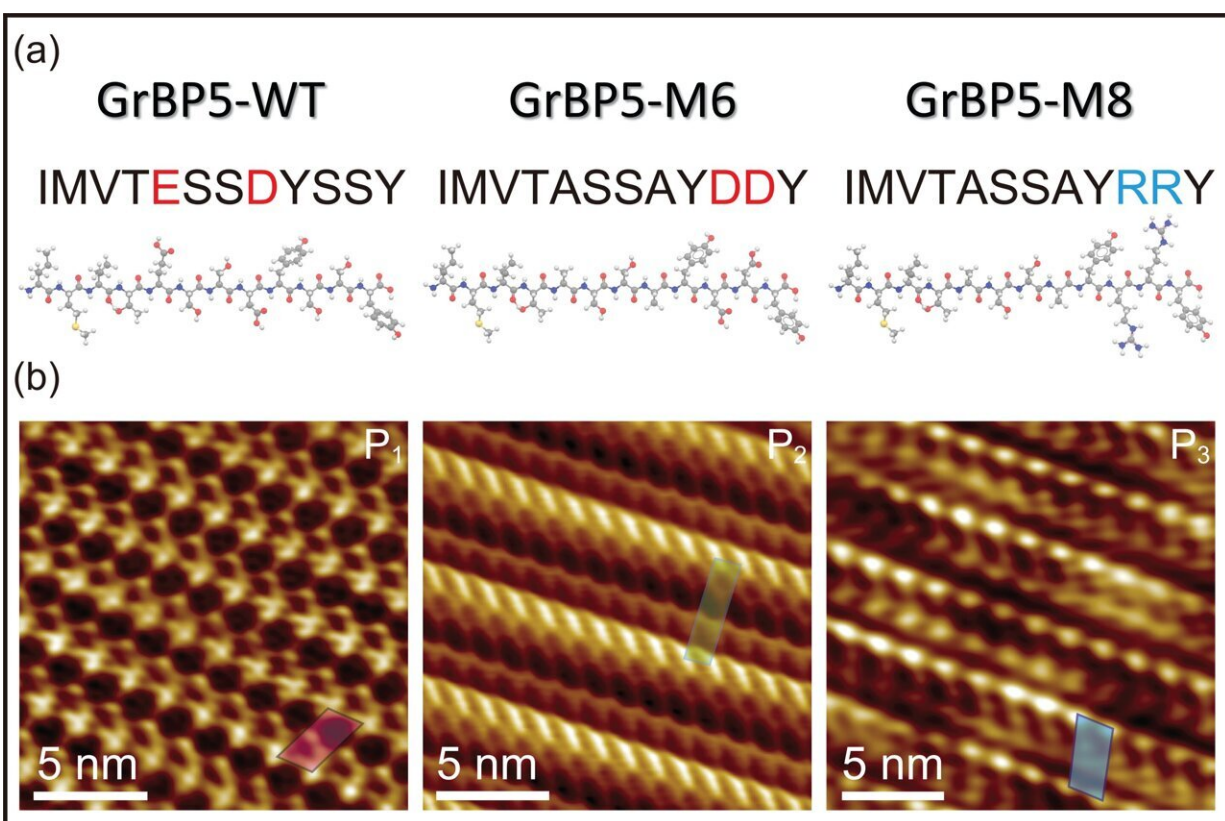 (a)
GrBP5-WT GrBP5-M6 GrBP5-M8
IMVTESSDYSSY IMVTASSAYDDY IMVTASSAYRRY
(b)
P₁ P₂ P₃
5 nm 5 nm 5 nm